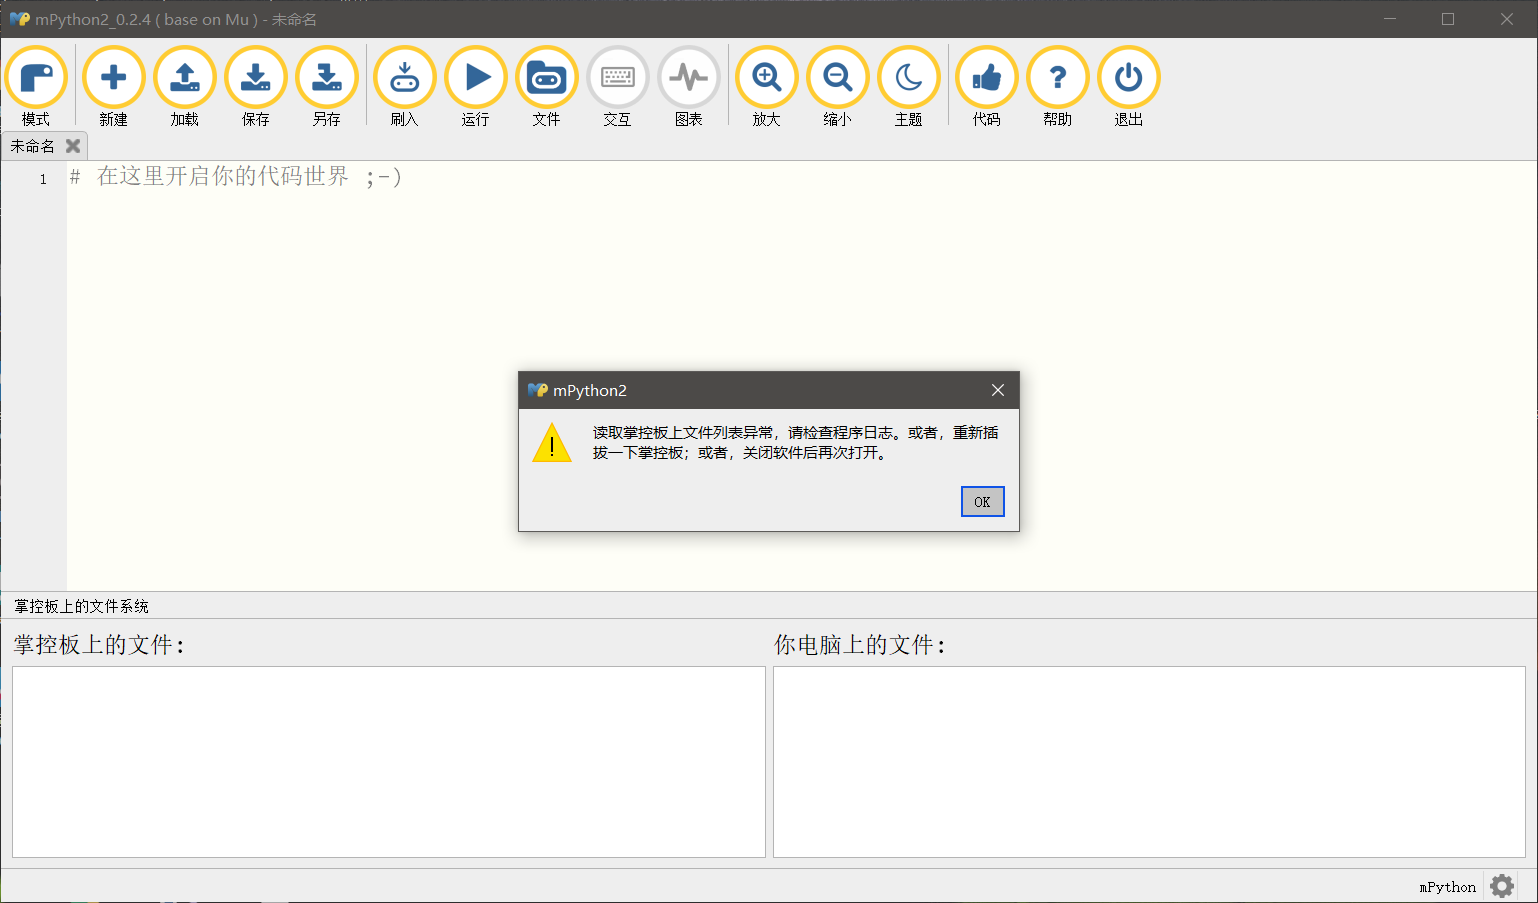 mPython2_0.2.4 ( base on Mu ) - 未命名
模式 新建 加载 保存 另存 刷入 运行 文件 交互 图表 放大 缩小 主题 代码 帮助 退出
未命名
1 # 在这里开启你的代码世界 ;-)
mPython2
读取掌控板上文件列表异常，请检查程序日志。或者，重新插
拔一下掌控板；或者，关闭软件后再次打开。
OK
掌控板上的文件系统
掌控板上的文件： 你电脑上的文件：
mPython